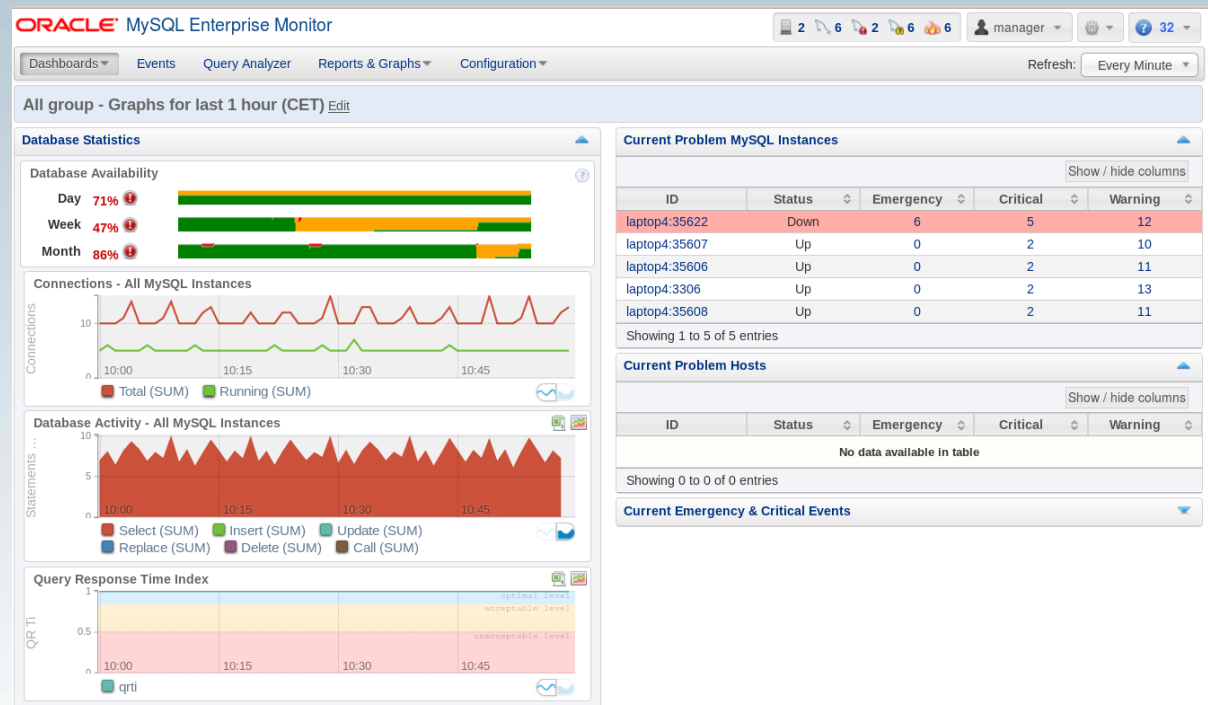 ORACLE MySQL Enterprise Monitor
2 6 2 6 6 manager ? 32
Dashboards Events Query Analyzer Reports & Graphs Configuration Refresh: Every Minute
All group - Graphs for last 1 hour (CET) Edit
Database Statistics
Database Availability ?
Day 71%
Week 47%
Month 86%
Connections - All MySQL Instances
Connections
10
0
10:00 10:15 10:30 10:45
Total (SUM) Running (SUM)
Database Activity - All MySQL Instances
Statements ...
10
5
0
10:00 10:15 10:30 10:45
Select (SUM) Insert (SUM) Update (SUM)
Replace (SUM) Delete (SUM) Call (SUM)
Query Response Time Index
QR Ti
1
optimal level
acceptable level
0.5
unacceptable level
0
10:00 10:15 10:30 10:45
qrti
Current Problem MySQL Instances
Show / hide columns
ID Status Emergency Critical Warning
laptop4:35622 Down 6 5 12
laptop4:35607 Up 0 2 10
laptop4:35606 Up 0 2 11
laptop4:3306 Up 0 2 13
laptop4:35608 Up 0 2 11
Showing 1 to 5 of 5 entries
Current Problem Hosts
Show / hide columns
ID Status Emergency Critical Warning
No data available in table
Showing 0 to 0 of 0 entries
Current Emergency & Critical Events